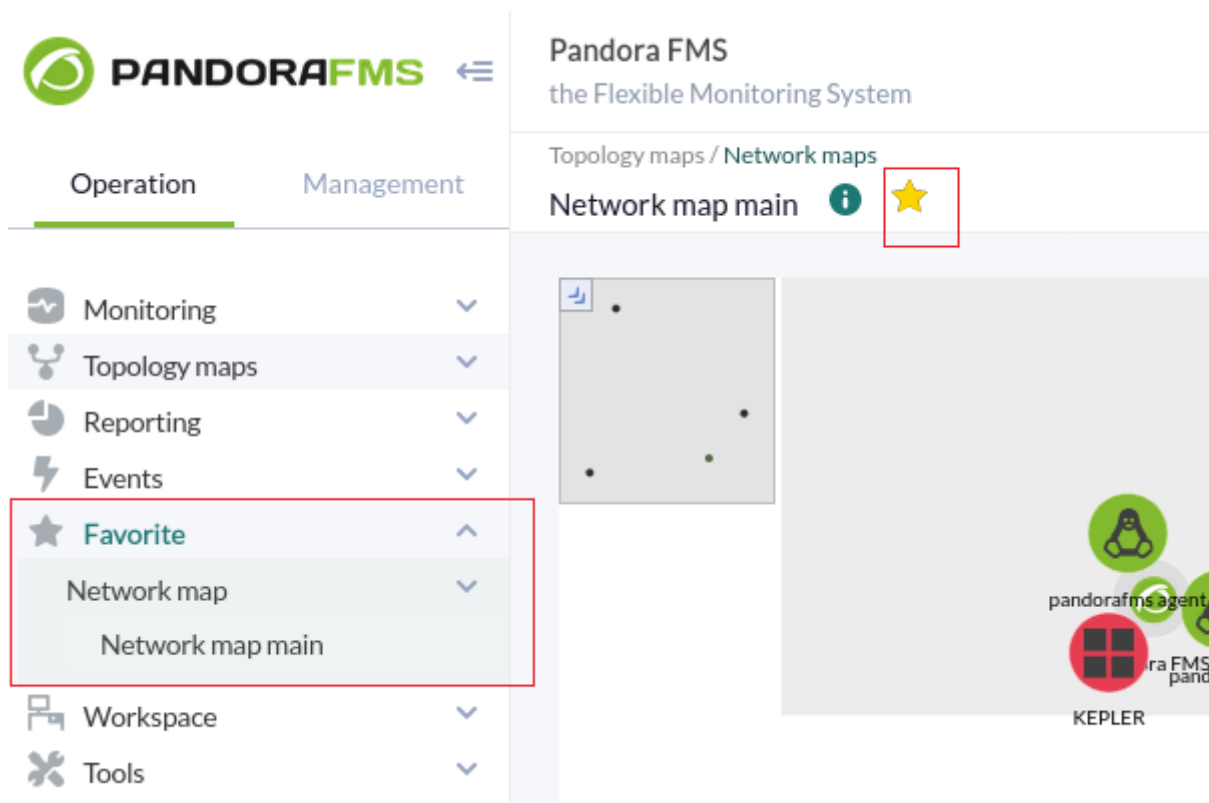 PANDORAFMS
Operation
Management
Monitoring
Topology maps
Reporting
Events
Favorite
Network map
Network map main
Workspace
Tools
Pandora FMS
the Flexible Monitoring System
Topology maps / Network maps
Network map main
pandorafms agent
ra FMS
pand
KEPLER